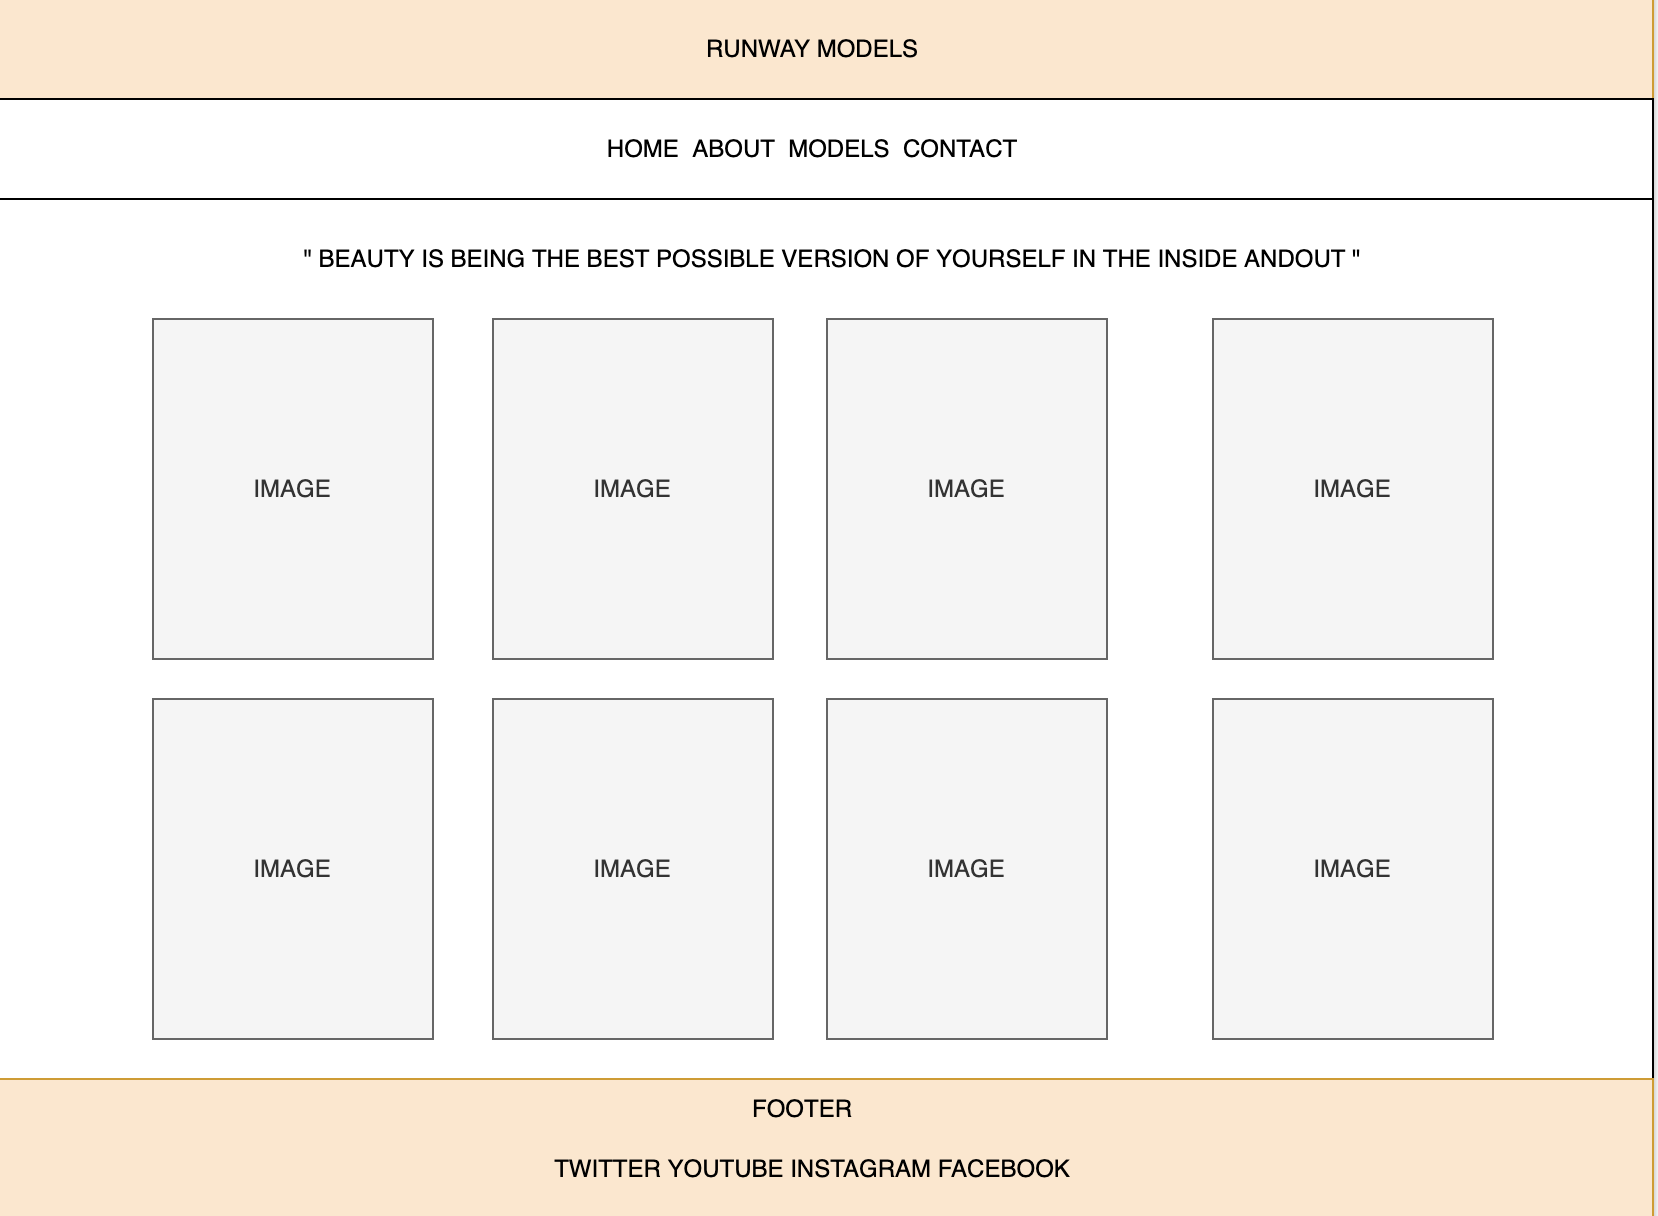 RUNWAY MODELS
HOME ABOUT MODELS CONTACT
" BEAUTY IS BEING THE BEST POSSIBLE VERSION OF YOURSELF IN THE INSIDE ANDOUT "
IMAGE IMAGE IMAGE IMAGE
IMAGE IMAGE IMAGE IMAGE
FOOTER
TWITTER YOUTUBE INSTAGRAM FACEBOOK